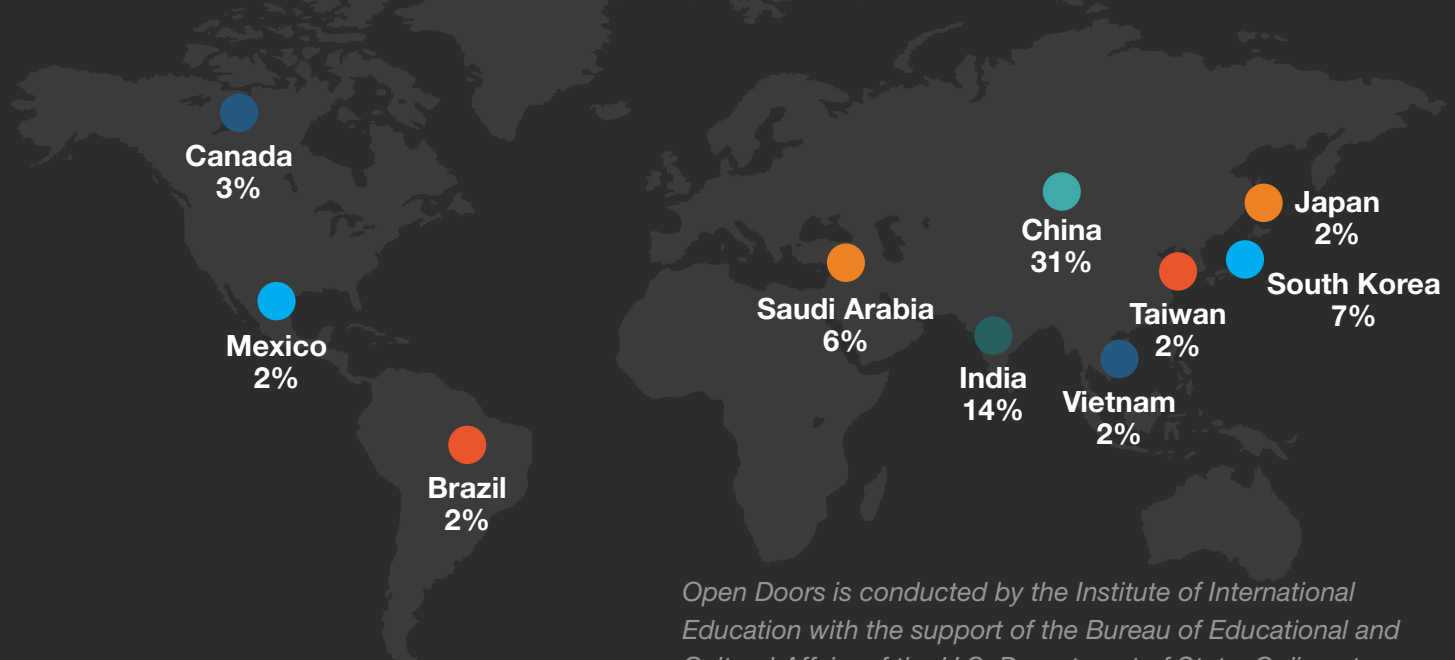 Canada
3%
China
31%
Japan
2%
South Korea
7%
Saudi Arabia
6%
Taiwan
2%
Mexico
2%
India
14%
Vietnam
2%
Brazil
2%
Open Doors is conducted by the Institute of International
Education with the support of the Bureau of Educational and